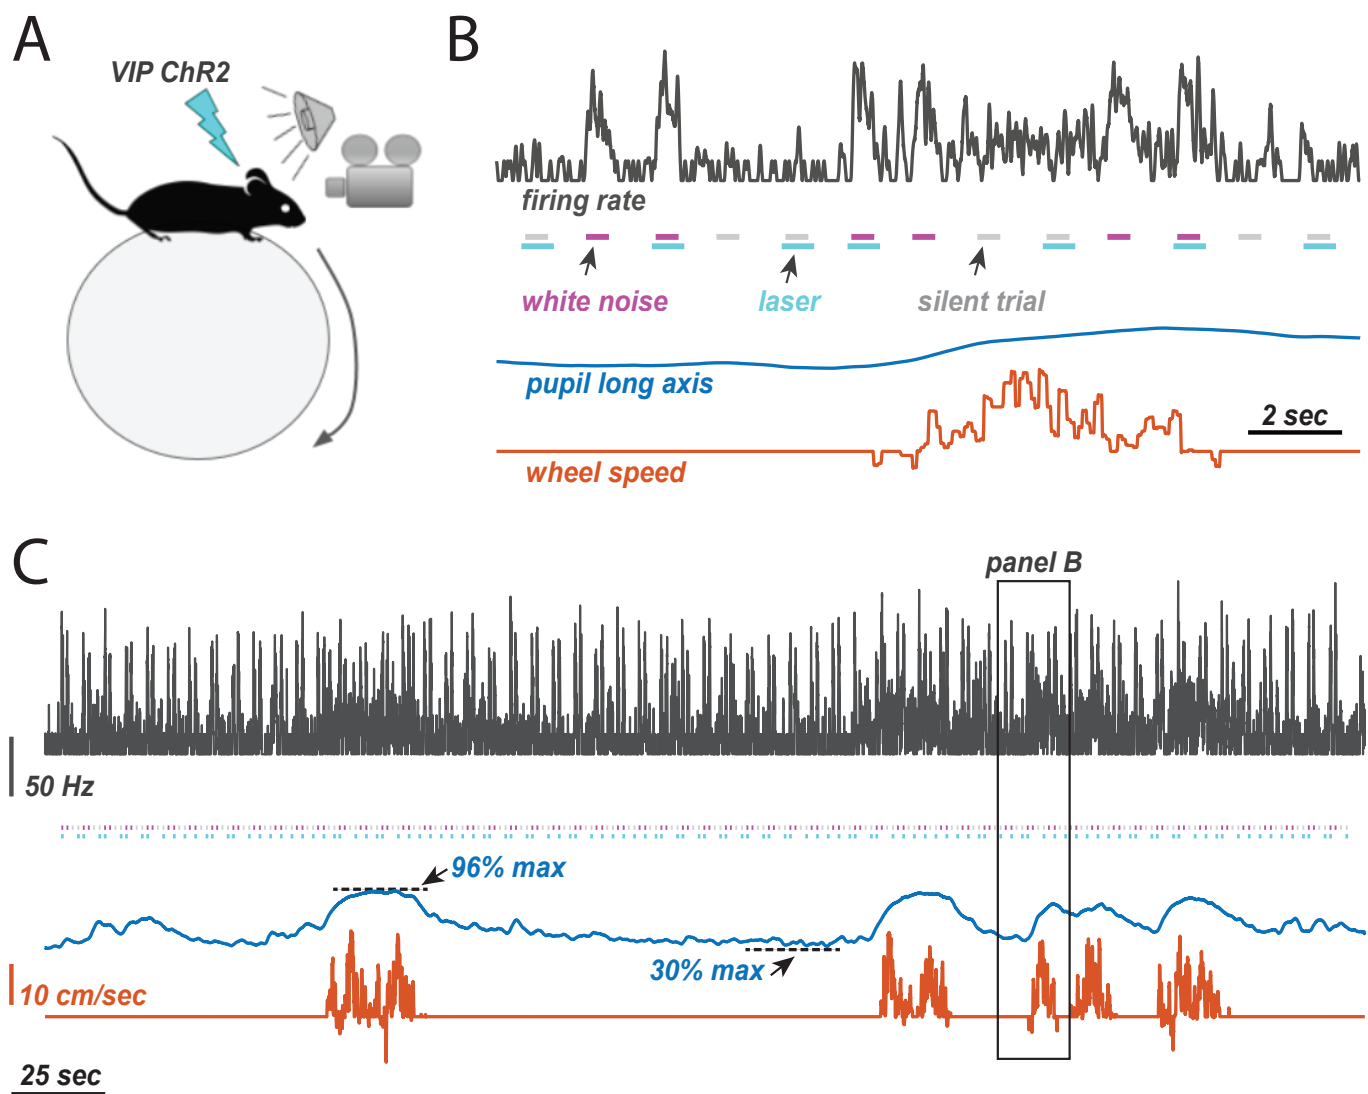 A
VIP ChR2
B
firing rate
white noise
laser
silent trial
pupil long axis
2 sec
wheel speed
C
panel B
50 Hz
96% max
30% max
10 cm/sec
25 sec